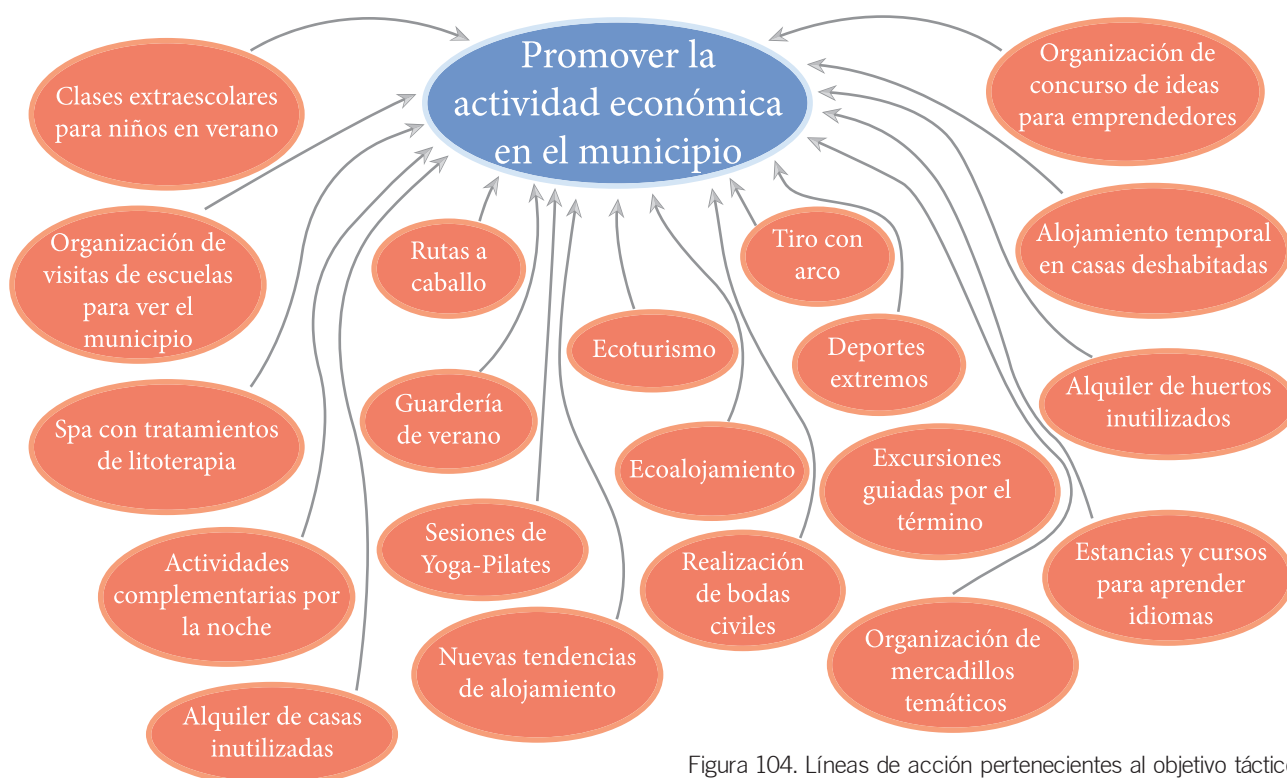 Promover la
actividad económica
en el municipio
Clases extraescolares
para niños en verano
Organización de
concurso de ideas
para emprendedores
Organización de
visitas de escuelas
para ver el
municipio
Rutas a
caballo
Tiro con
arco
Alojamiento temporal
en casas deshabitadas
Ecoturismo
Deportes
extremos
Spa con tratamientos
de litoterapia
Guardería
de verano
Alquiler de huertos
inutilizados
Ecoalojamiento
Excursiones
guiadas por el
término
Sesiones de
Yoga-Pilates
Actividades
complementarias por
la noche
Realización
de bodas
civiles
Estancias y cursos
para aprender
idiomas
Nuevas tendencias
de alojamiento
Organización de
mercadillos
temáticos
Alquiler de casas
inutilizadas
Figura 104. Líneas de acción pertenecientes al objetivo táctico